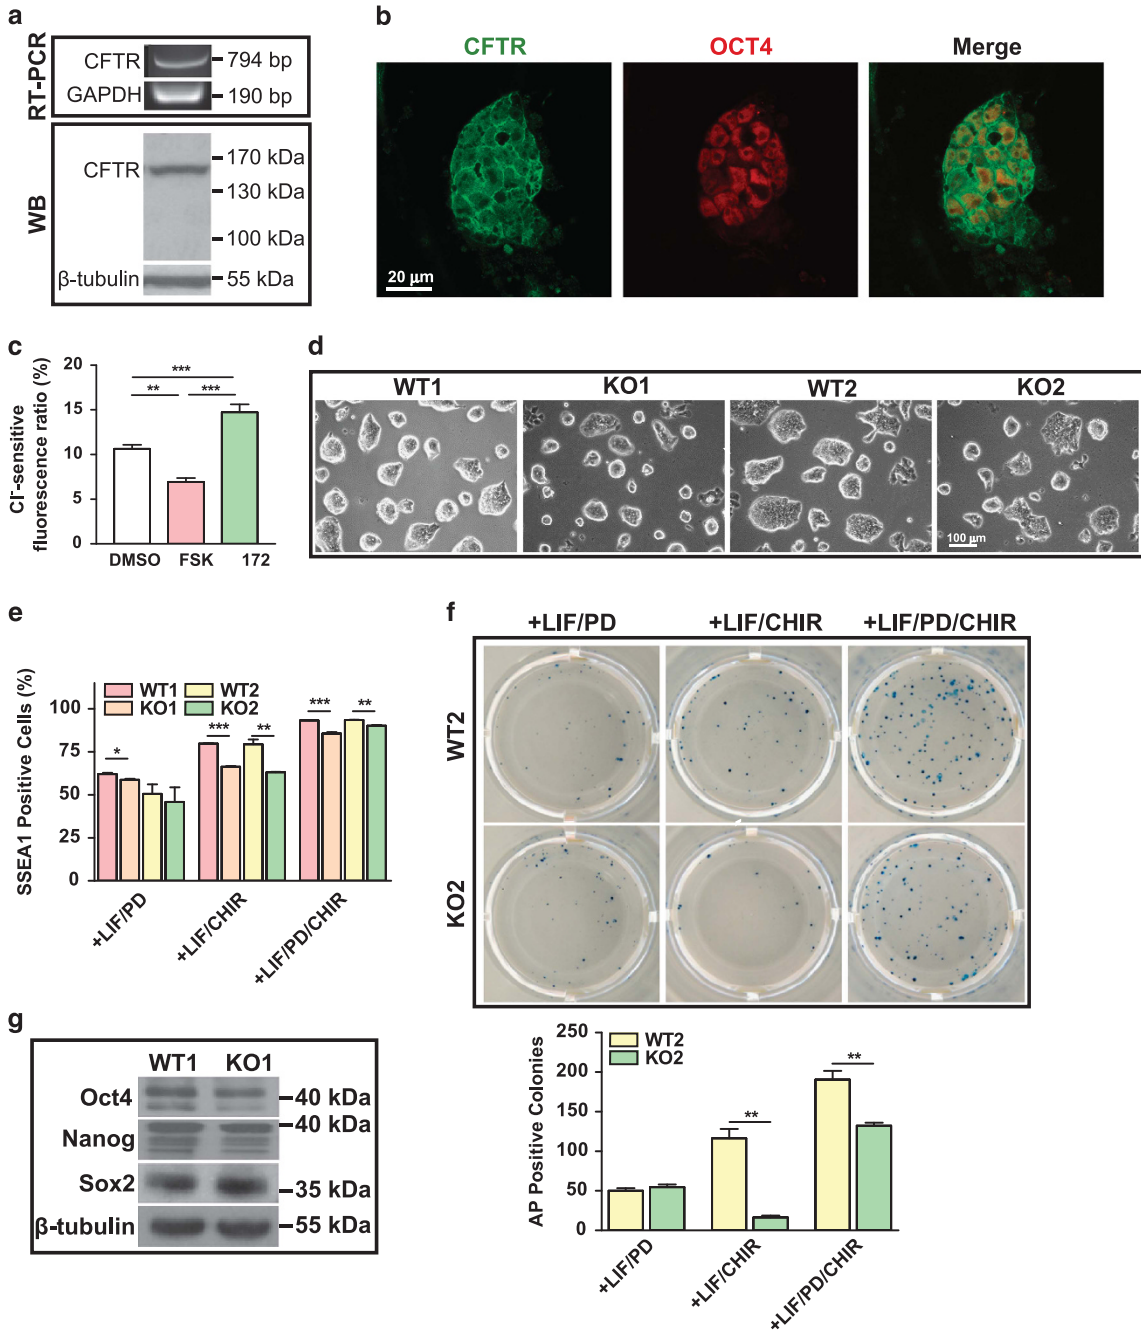 a
RT-PCR
CFTR
794 bp
GAPDH
190 bp
WB
CFTR
170 kDa
130 kDa
100 kDa
β-tubulin
55 kDa
b
CFTR
OCT4
Merge
20 μm
c
Cl⁻-sensitive
fluorescence ratio (%)
20
15
10
5
0
***
**
***
DMSO
FSK
172
d
WT1
KO1
WT2
KO2
100 μm
e
SSEA1 Positive Cells (%)
100
75
50
25
0
WT1
WT2
KO1
KO2
*
***
**
***
**
+LIF/PD
+LIF/CHIR
+LIF/PD/CHIR
f
+LIF/PD
+LIF/CHIR
+LIF/PD/CHIR
WT2
KO2
AP Positive Colonies
250
200
150
100
50
0
WT2
KO2
**
**
+LIF/PD
+LIF/CHIR
+LIF/PD/CHIR
g
WT1
KO1
Oct4
40 kDa
Nanog
40 kDa
Sox2
35 kDa
β-tubulin
55 kDa